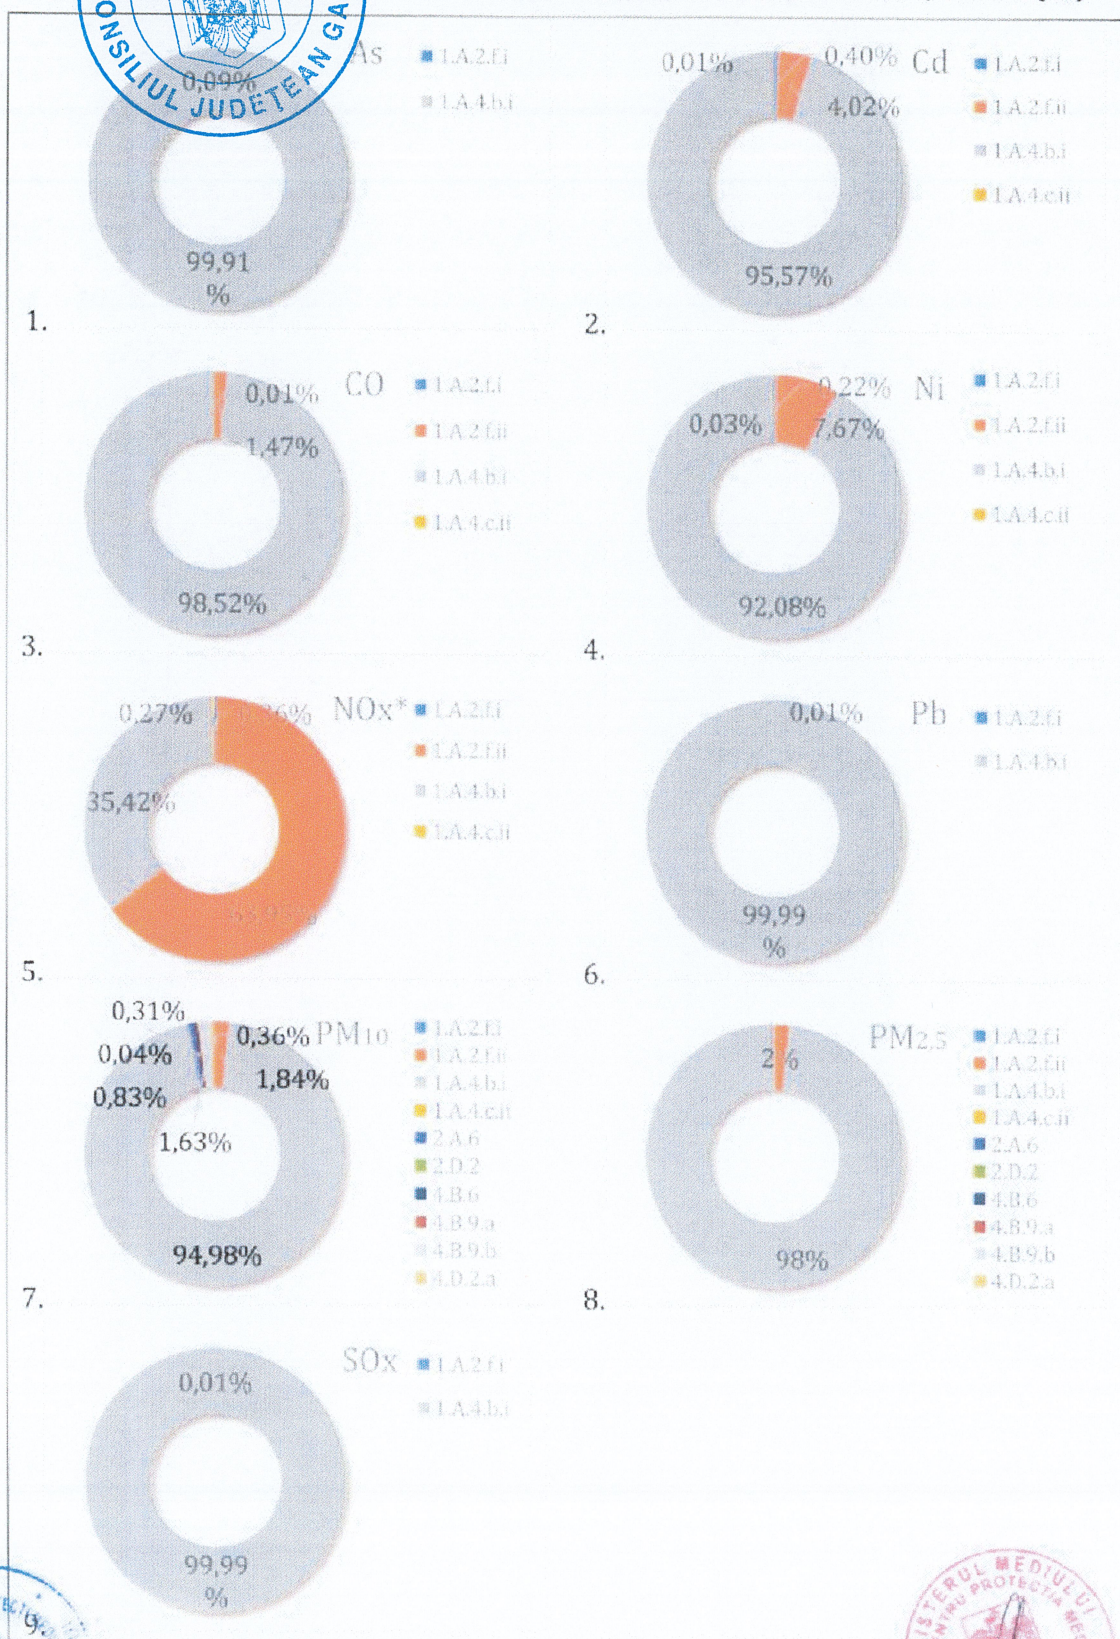 CONSILIUL JUDEȚEAN GA
As
1.A.2.f.i
1.A.4.b.i
0,09%
99,91
%
1.
Cd
1.A.2.f.i
1.A.2.f.ii
1.A.4.b.i
1.A.4.c.ii
0,01%
0,40%
4,02%
95,57%
2.
CO
1.A.2.f.i
1.A.2.f.ii
1.A.4.b.i
1.A.4.c.ii
0,01%
1,47%
98,52%
3.
Ni
1.A.2.f.i
1.A.2.f.ii
1.A.4.b.i
1.A.4.c.ii
0,22%
0,03%
7,67%
92,08%
4.
NOx*
1.A.2.f.i
1.A.2.f.ii
1.A.4.b.i
1.A.4.c.ii
0,27%
35,42%
5.
Pb
1.A.2.f.i
1.A.4.b.i
0,01%
99,99
%
6.
PM10
1.A.2.f.i
1.A.2.f.ii
1.A.4.b.i
1.A.4.c.ii
2.A.6
2.D.2
4.B.6
4.B.9.a
4.B.9.b
4.D.2.a
0,31%
0,04%
0,83%
1,63%
0,36%
1,84%
94,98%
7.
PM2,5
1.A.2.f.i
1.A.2.f.ii
1.A.4.b.i
1.A.4.c.ii
2.A.6
2.D.2
4.B.6
4.B.9.a
4.B.9.b
4.D.2.a
2%
98%
8.
SOx
1.A.2.f.i
1.A.4.b.i
0,01%
99,99
%
9.
MEDIULUI
PROTECȚIA